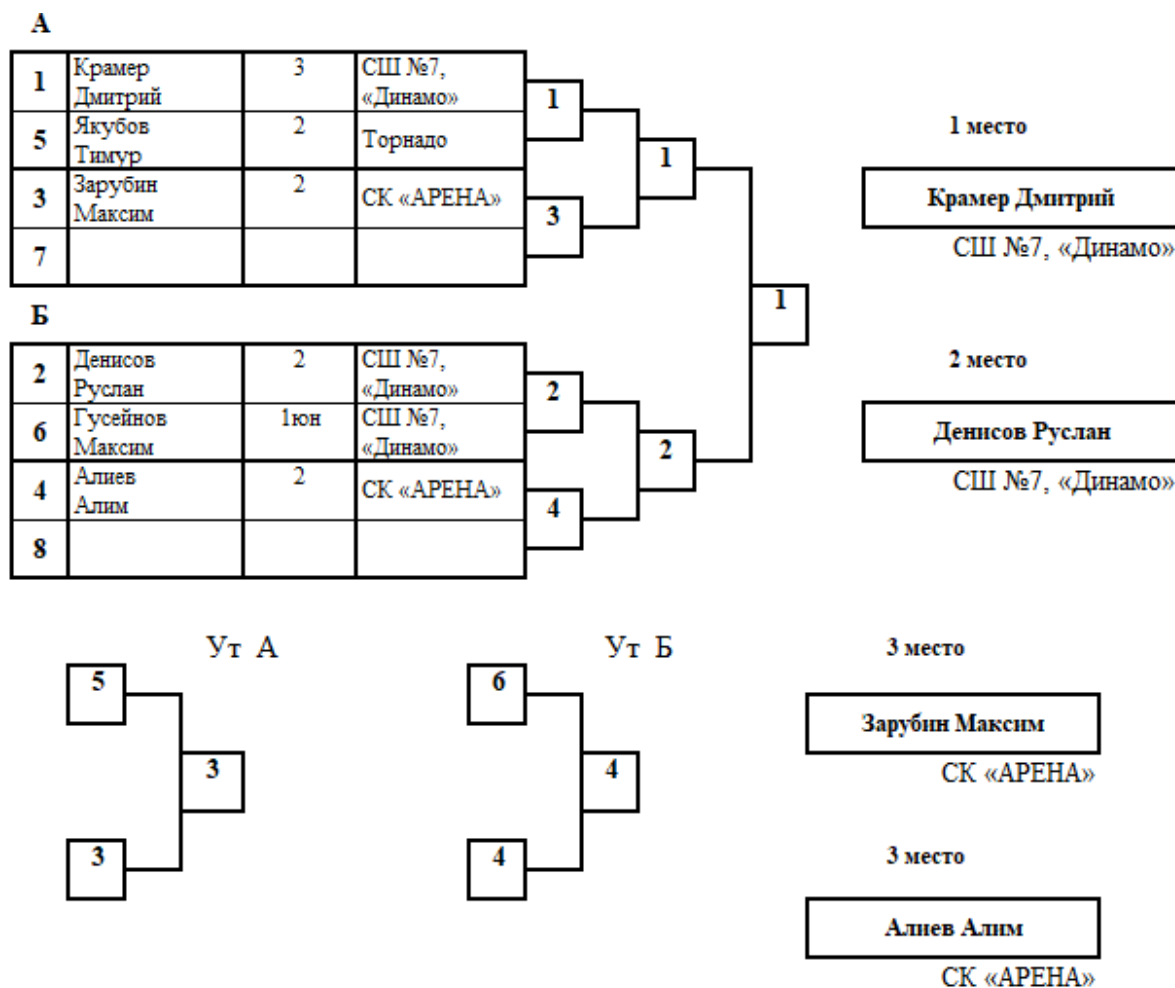 А
1 Крамер Дмитрий 3 СШ №7, «Динамо»
5 Якубов Тимур 2 Торнадо
3 Зарубин Максим 2 СК «АРЕНА»
7
1
3
1
1
Б
2 Денисов Руслан 2 СШ №7, «Динамо»
6 Гусейнов Максим 1юн СШ №7, «Динамо»
4 Алиев Алим 2 СК «АРЕНА»
8
2
4
2
1 место
Крамер Дмитрий
СШ №7, «Динамо»
2 место
Денисов Руслан
СШ №7, «Динамо»
Ут А
5
3
3
Ут Б
6
4
4
3 место
Зарубин Максим
СК «АРЕНА»
3 место
Алиев Алим
СК «АРЕНА»